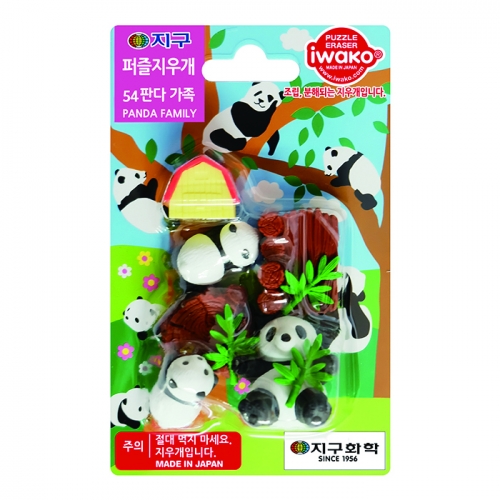 지구
퍼즐지우개
54 판다 가족
PANDA FAMILY
PUZZLE
ERASER
iwako®
MADE IN JAPAN
www.iwako.com
조립, 분해되는 지우개입니다.
주의
절대 먹지 마세요.
지우개입니다.
MADE IN JAPAN
지구화학
SINCE 1956